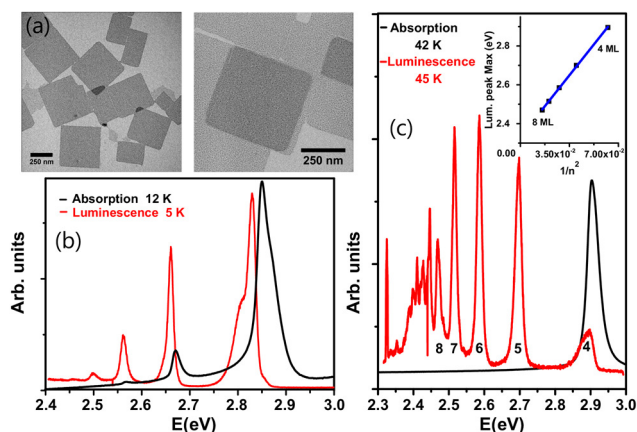 (a)
250 nm
250 nm
Absorption 12 K
Luminescence 5 K
(b)
Arb. units
2.4 2.5 2.6 2.7 2.8 2.9 3.0
E(eV)
Absorption
42 K
Luminescence
45 K
(c)
Arb. units
8 7 6 5 4
2.3 2.4 2.5 2.6 2.7 2.8 2.9 3.0
E(eV)
Lum. peak Max (eV)
2.8
2.6
2.4
4 ML
8 ML
0.00 3.50x10⁻² 7.00x10⁻²
1/n²